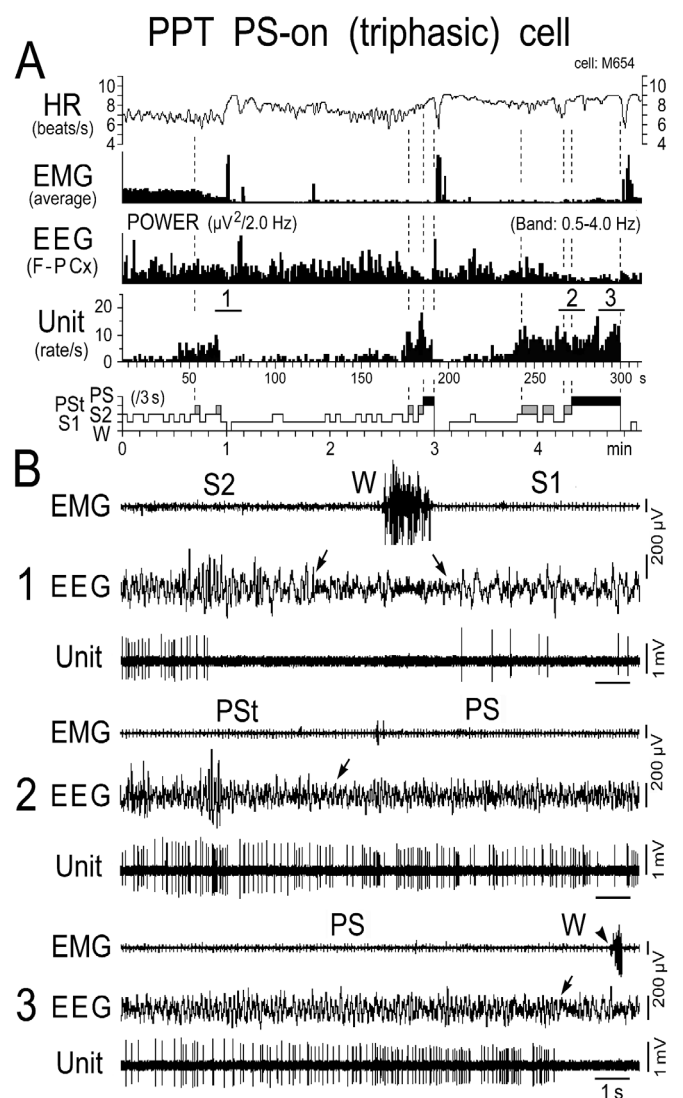 PPT PS-on (triphasic) cell
A
cell: M654
HR
(beats/s)
10
8
6
4
10
8
6
4
EMG
(average)
EEG
(F-P Cx)
POWER (µV²/2.0 Hz)
(Band: 0.5-4.0 Hz)
1
2
3
Unit
(rate/s)
20
10
0
50
100
150
200
250
300 s
PSt
S1
PS
S2
W
(/3 s)
0
1
2
3
4
min
B
S2
W
S1
EMG
200 µV
1
EEG
Unit
1 mV
PSt
PS
EMG
200 µV
2
EEG
Unit
1 mV
PS
W
EMG
200 µV
3
EEG
Unit
1 mV
1 s